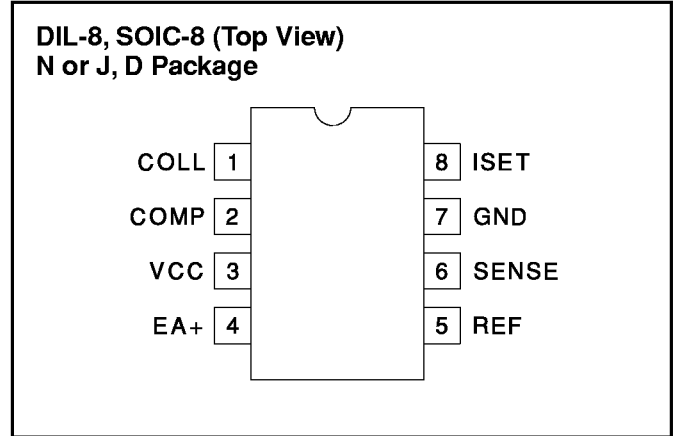 DIL-8, SOIC-8 (Top View)
N or J, D Package
COLL 1 8 ISET
COMP 2 7 GND
VCC 3 6 SENSE
EA+ 4 5 REF